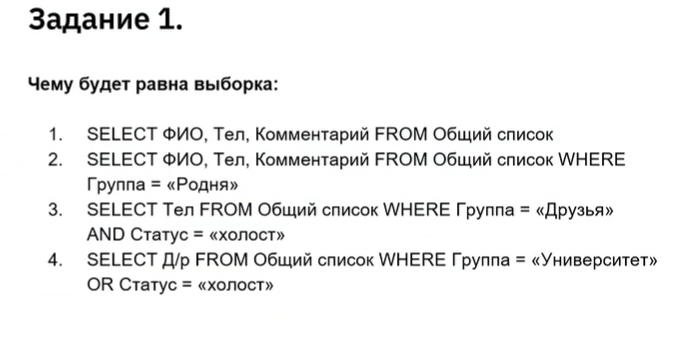 Задание 1.
Чему будет равна выборка:
1. SELECT ФИО, Тел, Комментарий FROM Общий список
2. SELECT ФИО, Тел, Комментарий FROM Общий список WHERE
Группа = «Родня»
3. SELECT Тел FROM Общий список WHERE Группа = «Друзья»
AND Статус = «холост»
4. SELECT Д/р FROM Общий список WHERE Группа = «Университет»
OR Статус = «холост»